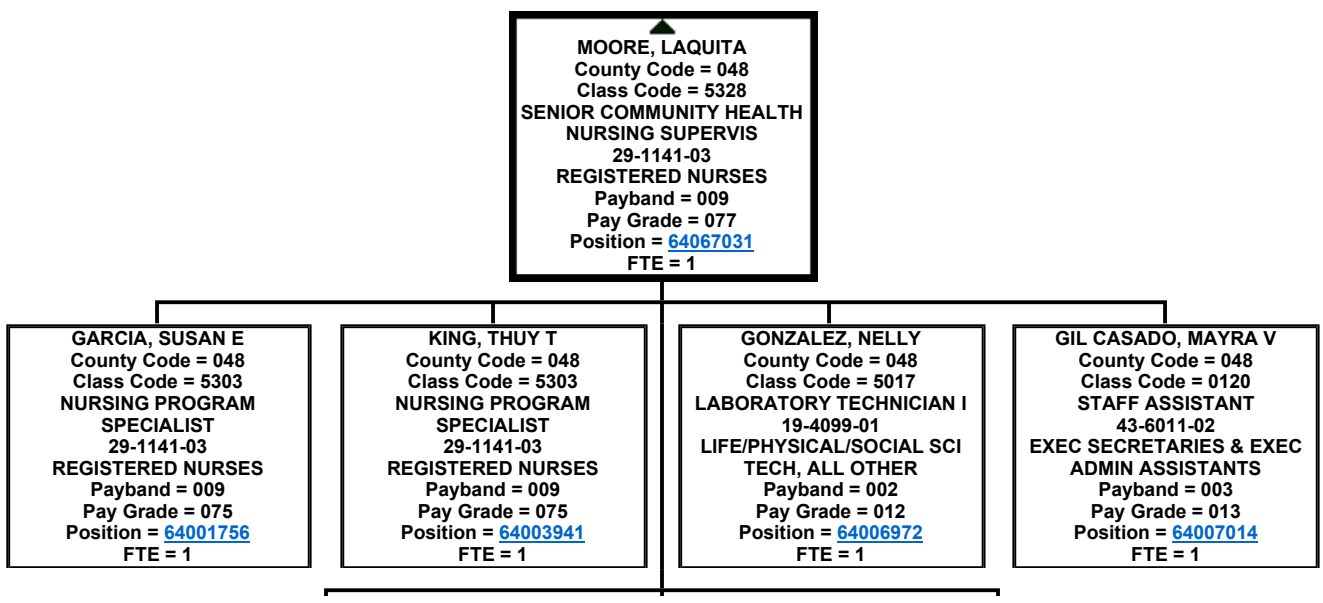 MOORE, LAQUITA
County Code = 048
Class Code = 5328
SENIOR COMMUNITY HEALTH
NURSING SUPERVIS
29-1141-03
REGISTERED NURSES
Payband = 009
Pay Grade = 077
Position = 64067031
FTE = 1
GARCIA, SUSAN E
County Code = 048
Class Code = 5303
NURSING PROGRAM
SPECIALIST
29-1141-03
REGISTERED NURSES
Payband = 009
Pay Grade = 075
Position = 64001756
FTE = 1
KING, THUY T
County Code = 048
Class Code = 5303
NURSING PROGRAM
SPECIALIST
29-1141-03
REGISTERED NURSES
Payband = 009
Pay Grade = 075
Position = 64003941
FTE = 1
GONZALEZ, NELLY
County Code = 048
Class Code = 5017
LABORATORY TECHNICIAN I
19-4099-01
LIFE/PHYSICAL/SOCIAL SCI
TECH, ALL OTHER
Payband = 002
Pay Grade = 012
Position = 64006972
FTE = 1
GIL CASADO, MAYRA V
County Code = 048
Class Code = 0120
STAFF ASSISTANT
43-6011-02
EXEC SECRETARIES & EXEC
ADMIN ASSISTANTS
Payband = 003
Pay Grade = 013
Position = 64007014
FTE = 1